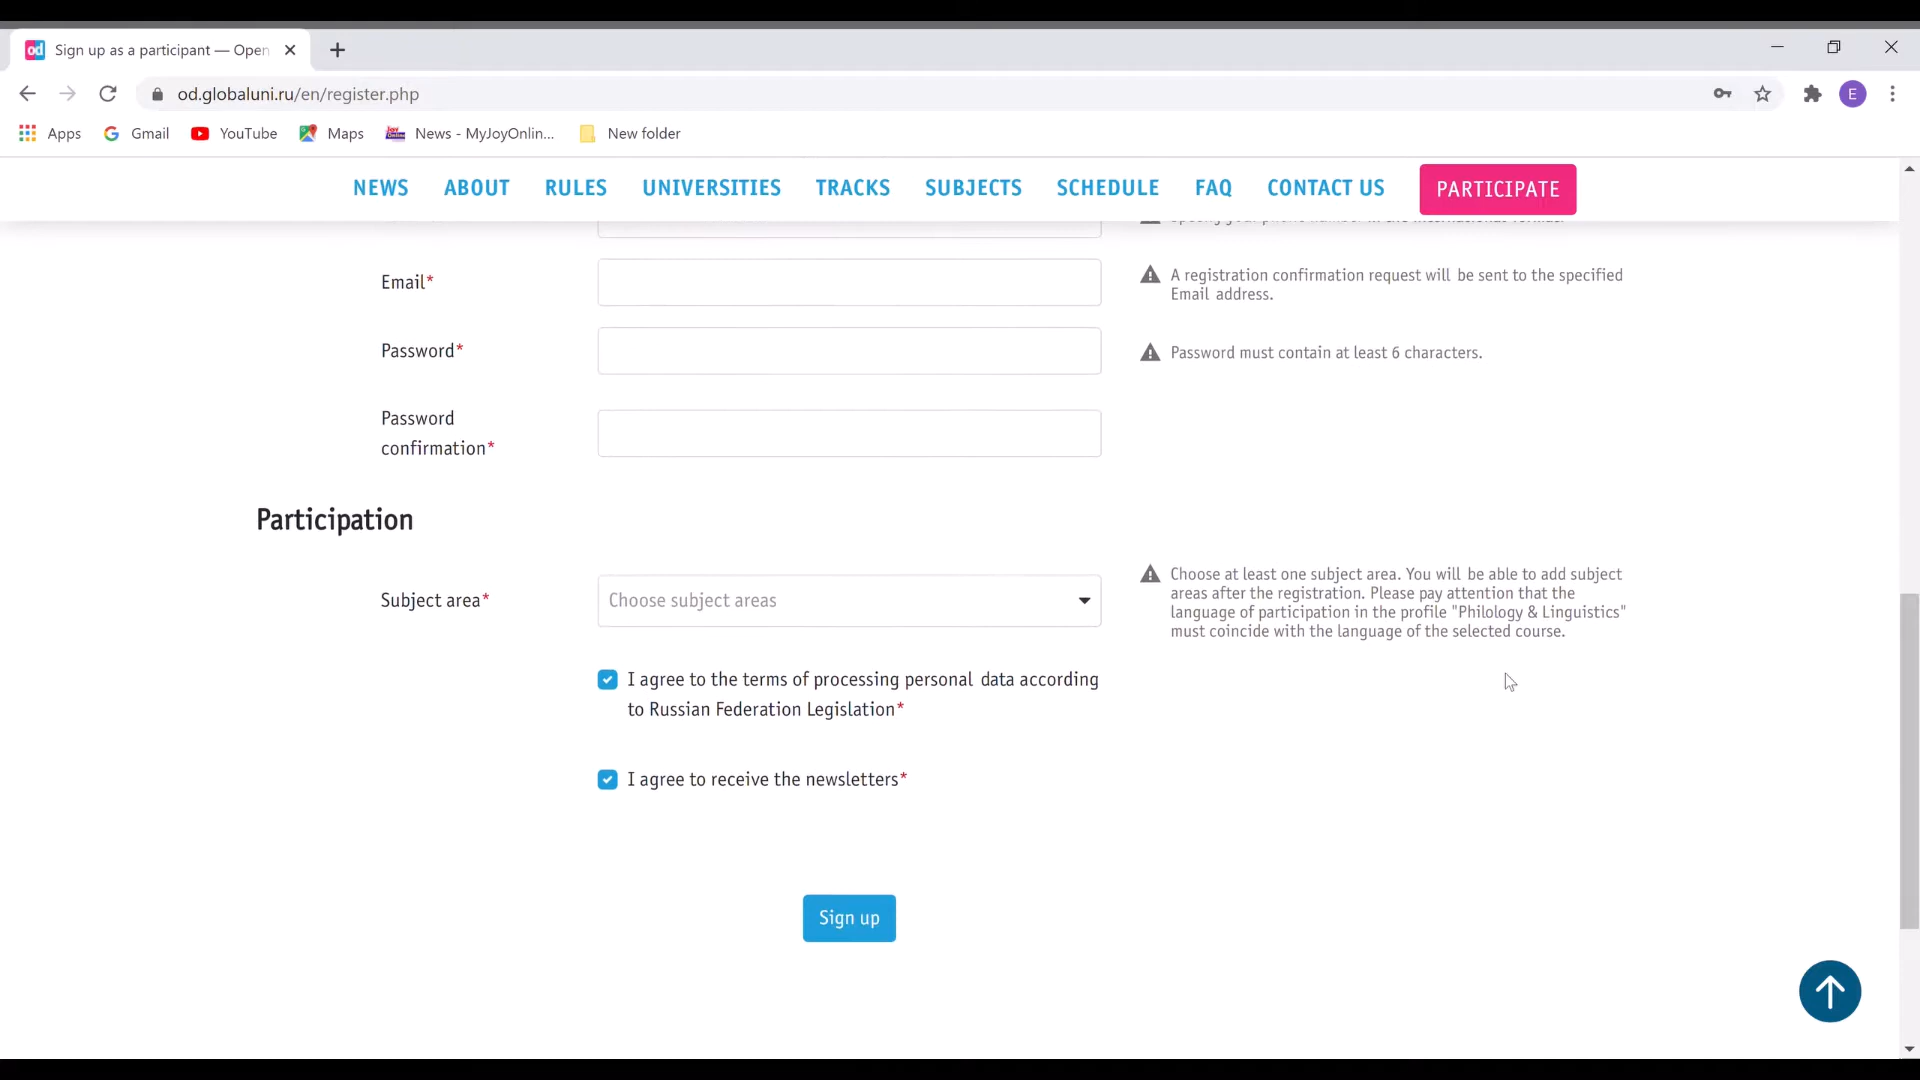 Sign up as a participant — Open
od.globaluni.ru/en/register.php
E
Apps
Gmail
YouTube
Maps
News - MyJoyOnlin...
New folder
NEWS
ABOUT
RULES
UNIVERSITIES
TRACKS
SUBJECTS
SCHEDULE
FAQ
CONTACT US
PARTICIPATE
Email*
A registration confirmation request will be sent to the specified
Email address.
Password*
Password must contain at least 6 characters.
Password
confirmation*
Participation
Subject area*
Choose subject areas
Choose at least one subject area. You will be able to add subject
areas after the registration. Please pay attention that the
language of participation in the profile "Philology & Linguistics"
must coincide with the language of the selected course.
I agree to the terms of processing personal data according
to Russian Federation Legislation*
I agree to receive the newsletters*
Sign up